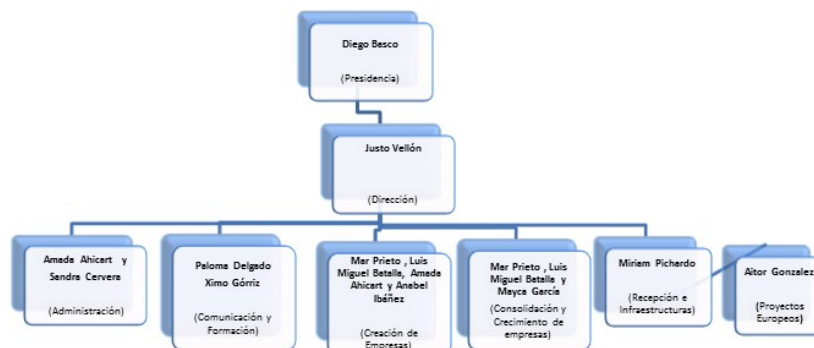 Diego Basco
(Presidencia)
Justo Vellón
(Dirección)
Amada Ahicart y
Sandra Cervera
(Administración)
Paloma Delgado
Ximo Górriz
(Comunicación y
Formación)
Mar Prieto , Luis
Miguel Batalla, Amada
Ahicart y Anabel
Ibáñez
(Creación de
Empresas)
Mar Prieto , Luis
Miguel Batalla y
Mayca García
(Consolidación y
Crecimiento de
empresas)
Miriam Pichardo
(Recepción e
Infraestructuras)
Aitor Gonzalez
(Proyectos
Europeos)